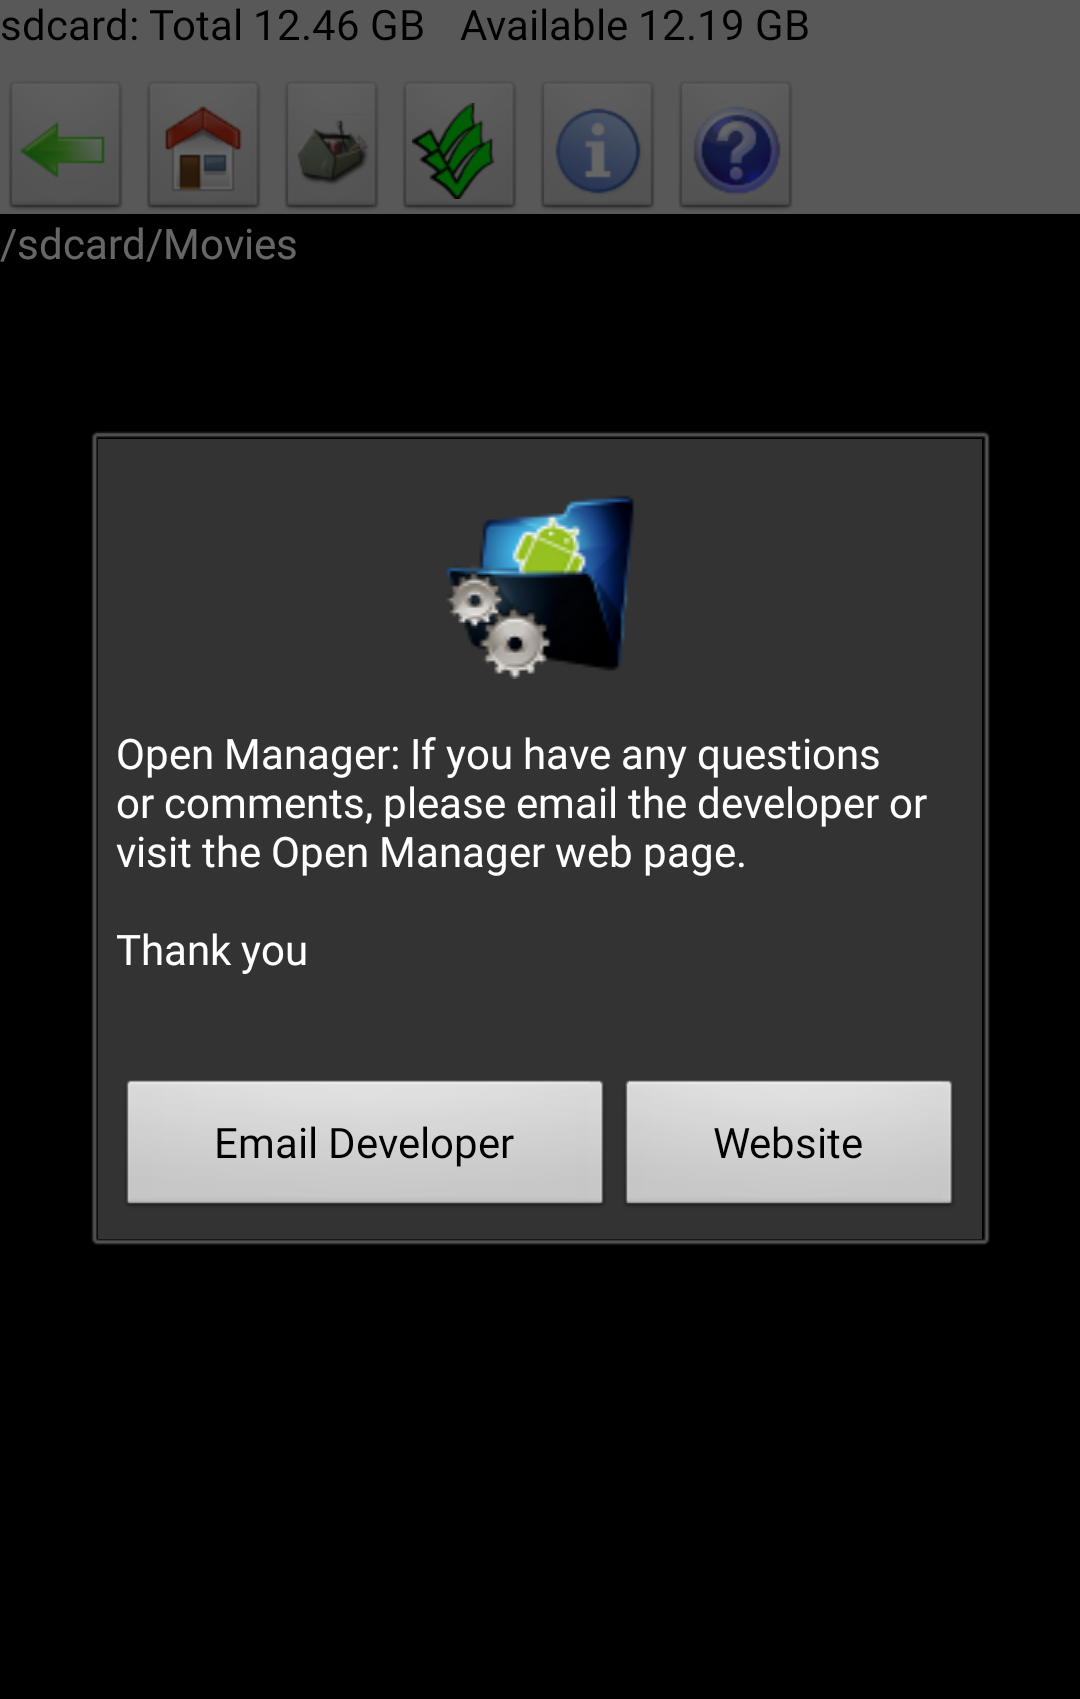 sdcard: Total 12.46 GB   Available 12.19 GB
/sdcard/Movies
Open Manager: If you have any questions
or comments, please email the developer or
visit the Open Manager web page.
Thank you
Email Developer
Website